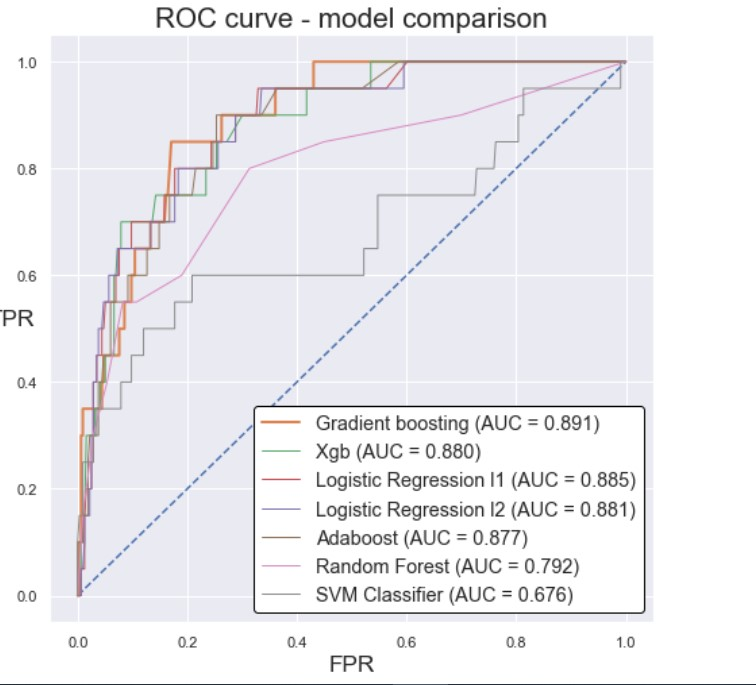 ROC curve - model comparison
1.0
0.8
0.6
TPR
0.4
0.2
0.0
Gradient boosting (AUC = 0.891)
Xgb (AUC = 0.880)
Logistic Regression l1 (AUC = 0.885)
Logistic Regression l2 (AUC = 0.881)
Adaboost (AUC = 0.877)
Random Forest (AUC = 0.792)
SVM Classifier (AUC = 0.676)
0.0 0.2 0.4 0.6 0.8 1.0
FPR